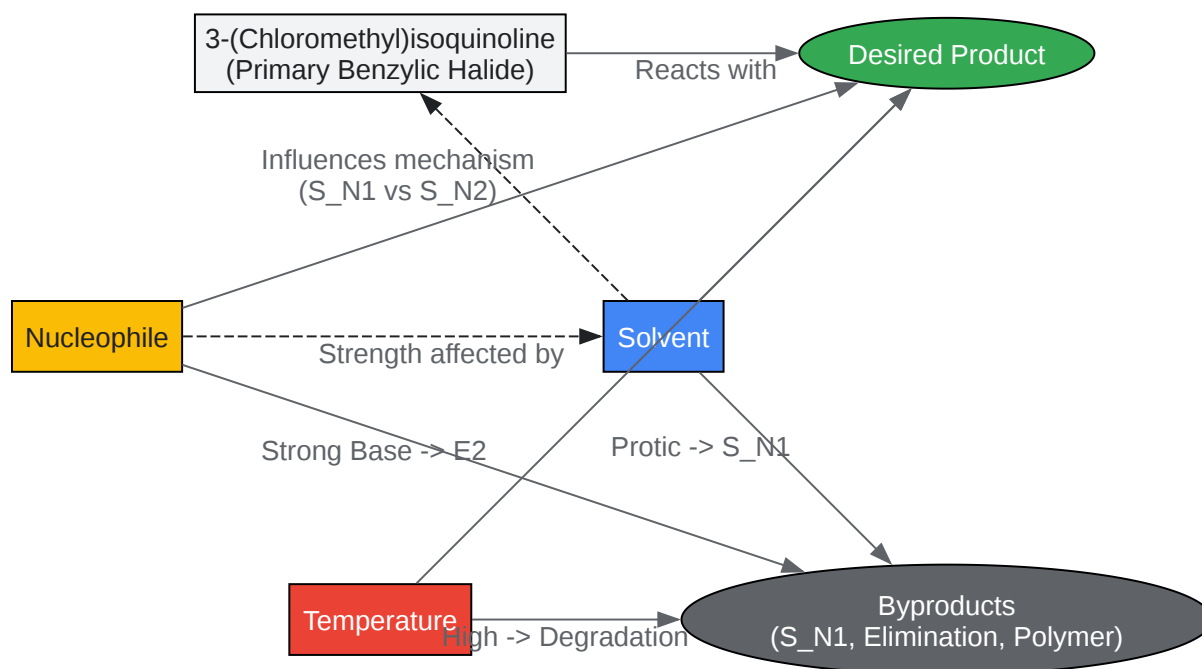 3-(Chloromethyl)isoquinoline
(Primary Benzylic Halide)
Desired Product
Reacts with
Influences mechanism
(S_N1 vs S_N2)
Nucleophile
Solvent
Strength affected by
Strong Base -> E2
Protic -> S_N1
Temperature
High -> Degradation
Byproducts
(S_N1, Elimination, Polymer)